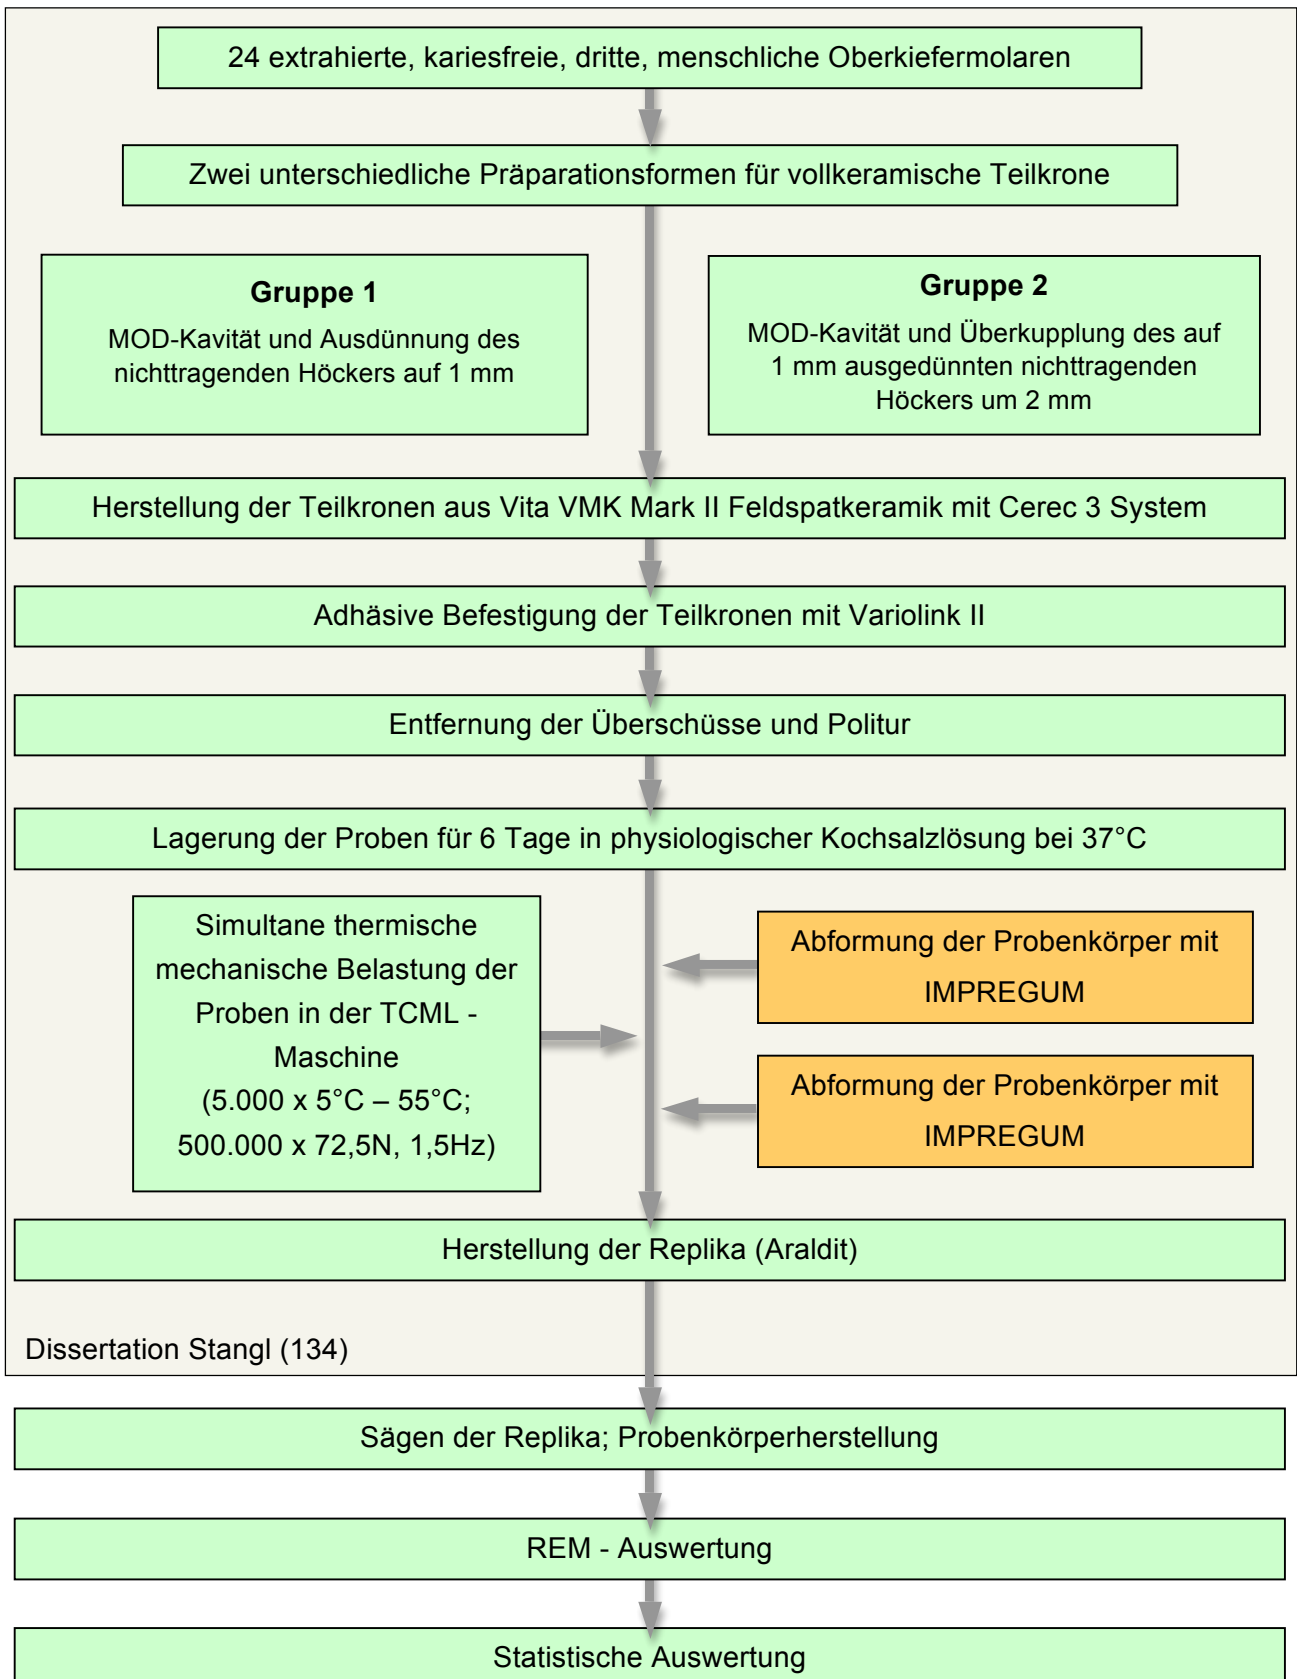 24 extrahierte, kariesfreie, dritte, menschliche Oberkiefermolaren
Zwei unterschiedliche Präparationsformen für vollkeramische Teilkrone
Gruppe 1
MOD-Kavität und Ausdünnung des
nichttragenden Höckers auf 1 mm
Gruppe 2
MOD-Kavität und Überkupplung des auf
1 mm ausgedünnten nichttragenden
Höckers um 2 mm
Herstellung der Teilkronen aus Vita VMK Mark II Feldspatkeramik mit Cerec 3 System
Adhäsive Befestigung der Teilkronen mit Variolink II
Entfernung der Überschüsse und Politur
Lagerung der Proben für 6 Tage in physiologischer Kochsalzlösung bei 37°C
Simultane thermische
mechanische Belastung der
Proben in der TCML -
Maschine
(5.000 x 5°C – 55°C;
500.000 x 72,5N, 1,5Hz)
Abformung der Probenkörper mit
IMPREGUM
Abformung der Probenkörper mit
IMPREGUM
Herstellung der Replika (Araldit)
Dissertation Stangl (134)
Sägen der Replika; Probenkörperherstellung
REM - Auswertung
Statistische Auswertung